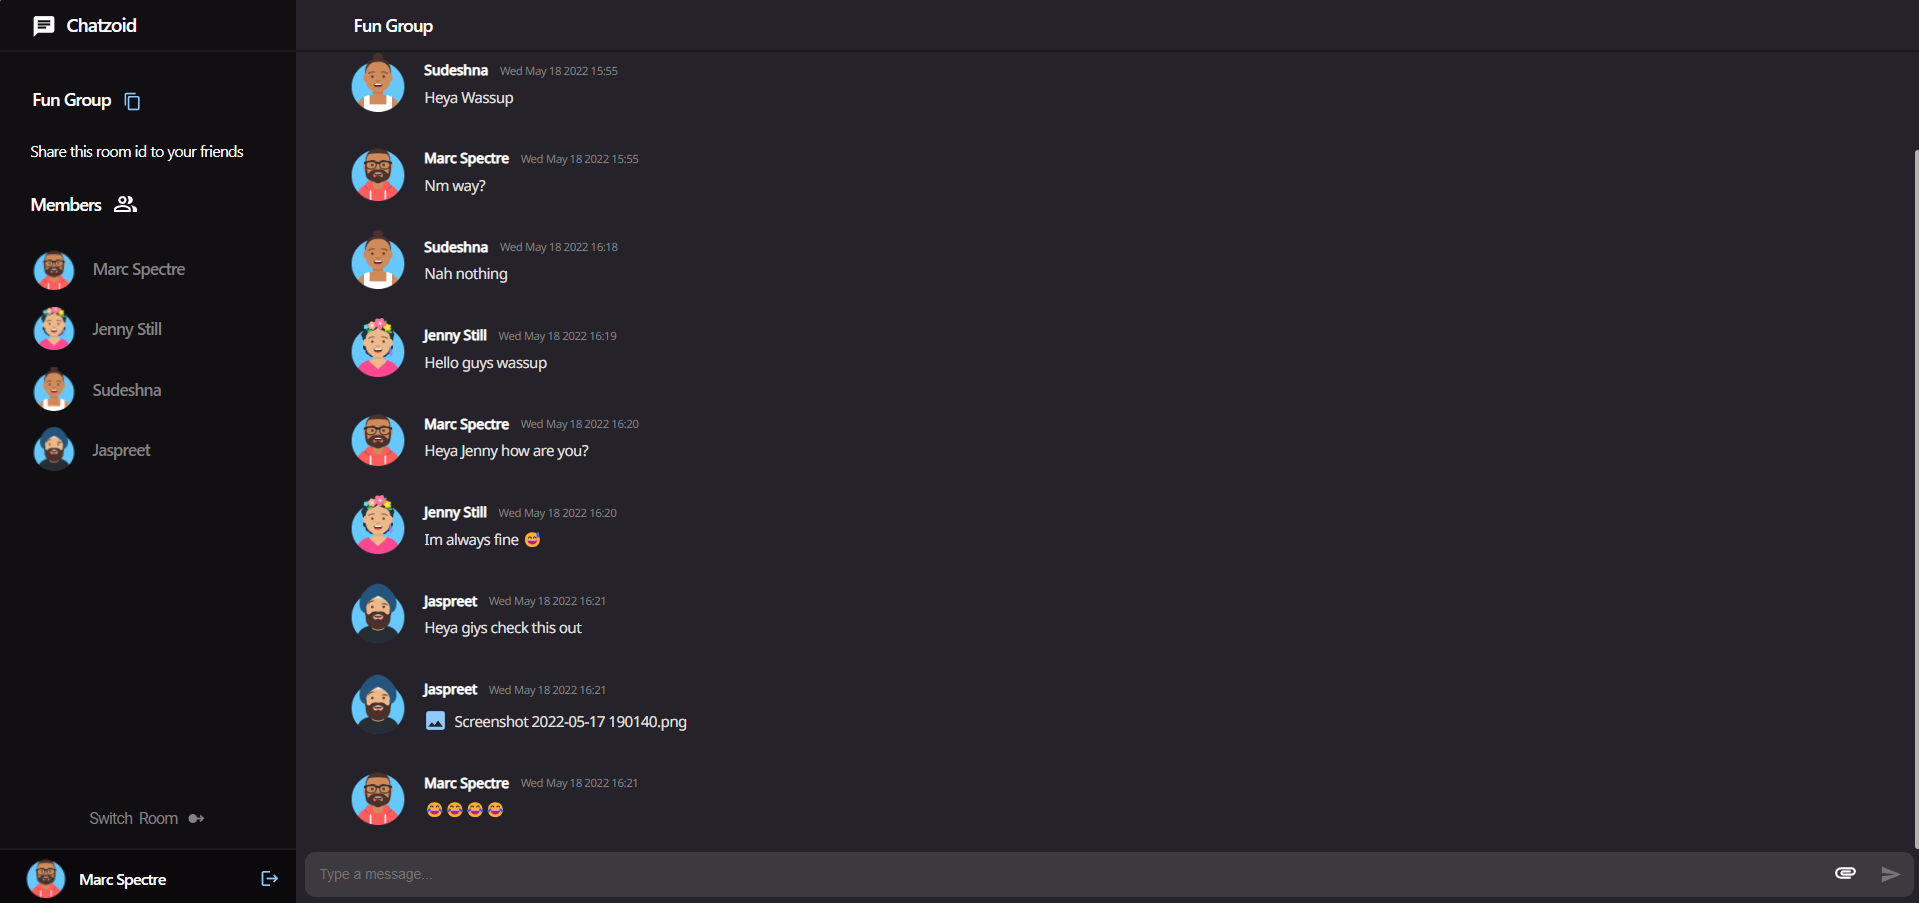 Chatzoid
Fun Group
Share this room id to your friends
Members
Marc Spectre
Jenny Still
Sudeshna
Jaspreet
Switch Room
Marc Spectre
Fun Group
Sudeshna Wed May 18 2022 15:55
Heya Wassup
Marc Spectre Wed May 18 2022 15:55
Nm way?
Sudeshna Wed May 18 2022 16:18
Nah nothing
Jenny Still Wed May 18 2022 16:19
Hello guys wassup
Marc Spectre Wed May 18 2022 16:20
Heya Jenny how are you?
Jenny Still Wed May 18 2022 16:20
Im always fine 😅
Jaspreet Wed May 18 2022 16:21
Heya giys check this out
Jaspreet Wed May 18 2022 16:21
Screenshot 2022-05-17 190140.png
Marc Spectre Wed May 18 2022 16:21
😂😂😂😂
Type a message...